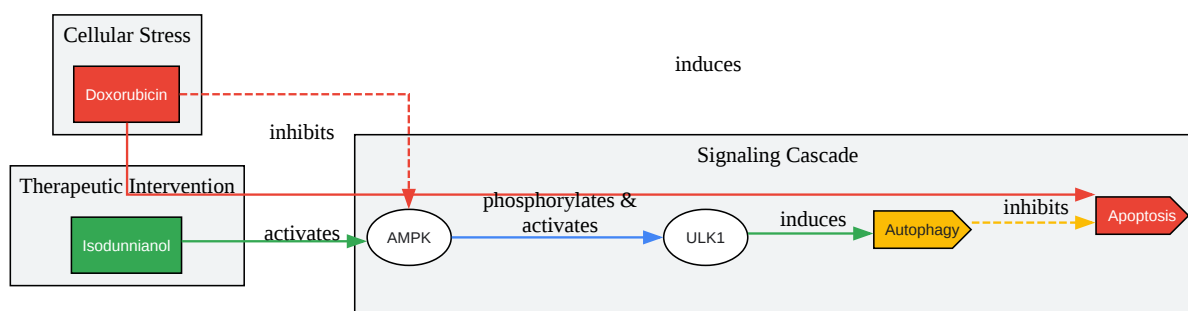 Cellular Stress
Doxorubicin
induces
inhibits
Signaling Cascade
Therapeutic Intervention
phosphorylates &
activates
induces
inhibits
Apoptosis
Isodunnianol
activates
AMPK
ULK1
Autophagy